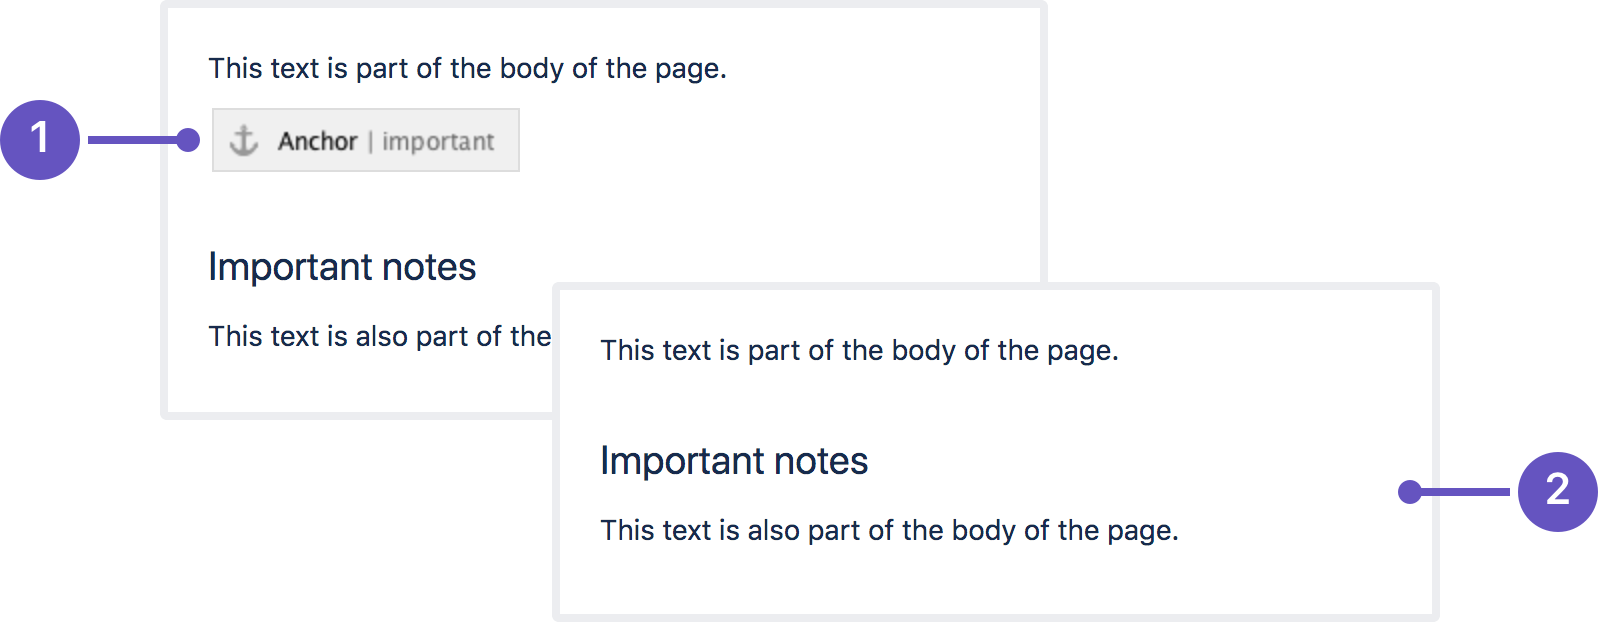 This text is part of the body of the page.
1
Anchor | important
Important notes
This text is also part of the
This text is part of the body of the page.
Important notes
2
This text is also part of the body of the page.